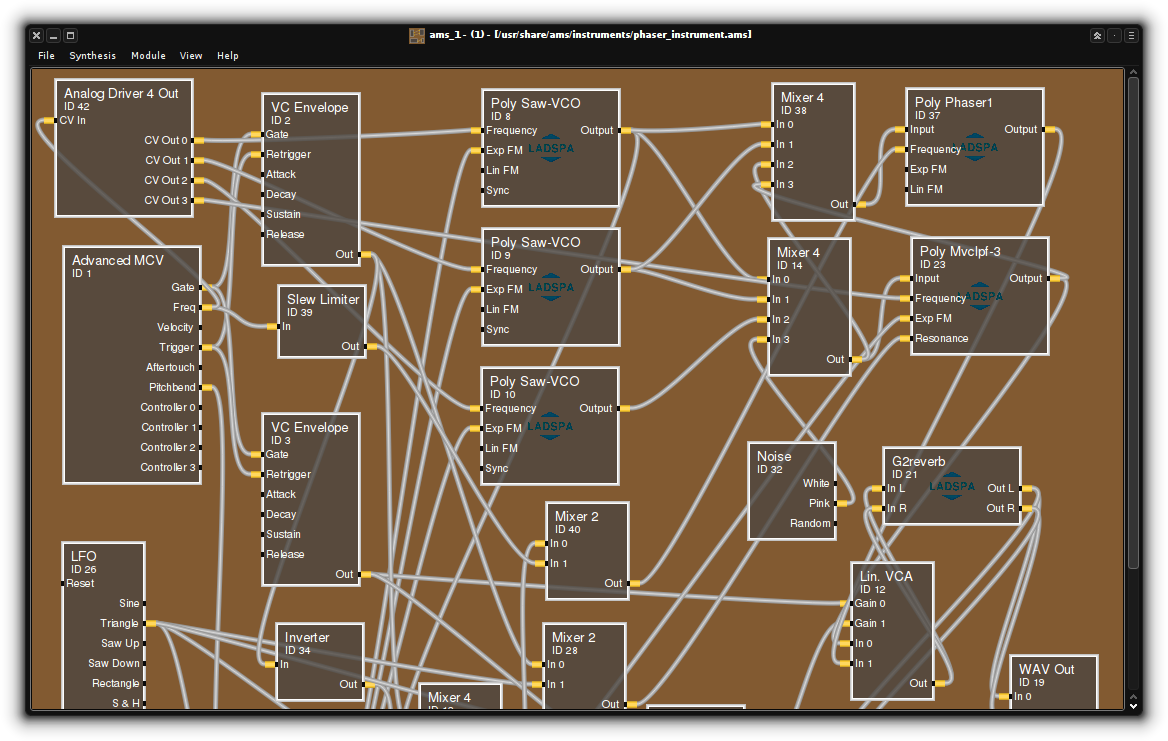 ams_1 - (1) - [/usr/share/ams/instruments/phaser_instrument.ams]
File Synthesis Module View Help
Analog Driver 4 Out
ID 42
CV In
CV Out 0
CV Out 1
CV Out 2
CV Out 3
Advanced MCV
ID 1
Gate
Freq
Velocity
Trigger
Aftertouch
Pitchbend
Controller 0
Controller 1
Controller 2
Controller 3
LFO
ID 26
Reset
Sine
Triangle
Saw Up
Saw Down
Rectangle
S & H
VC Envelope
ID 2
Gate
Retrigger
Attack
Decay
Sustain
Release
Out
Slew Limiter
ID 39
In
Out
VC Envelope
ID 3
Gate
Retrigger
Attack
Decay
Sustain
Release
Out
Inverter
ID 34
In
Out
Mixer 4
Poly Saw-VCO
ID 8
Frequency Output
Exp FM LADSPA
Lin FM
Sync
Poly Saw-VCO
ID 9
Frequency Output
Exp FM LADSPA
Lin FM
Sync
Poly Saw-VCO
ID 10
Frequency Output
Exp FM LADSPA
Lin FM
Sync
Mixer 2
ID 40
In 0
In 1
Out
Mixer 2
ID 28
In 0
In 1
Out
Mixer 4
ID 38
In 0
In 1
In 2
In 3
Out
Mixer 4
ID 14
In 0
In 1
In 2
In 3
Out
Noise
ID 32
White
Pink
Random
Poly Phaser1
ID 37
Input Output
Frequency LADSPA
Exp FM
Lin FM
Poly Mvclpf-3
ID 23
Input Output
Frequency LADSPA
Exp FM
Resonance
G2reverb
ID 21
In L LADSPA Out L
In R Out R
Lin. VCA
ID 12
Gain 0
Gain 1
In 0
In 1
Out
WAV Out
ID 19
In 0